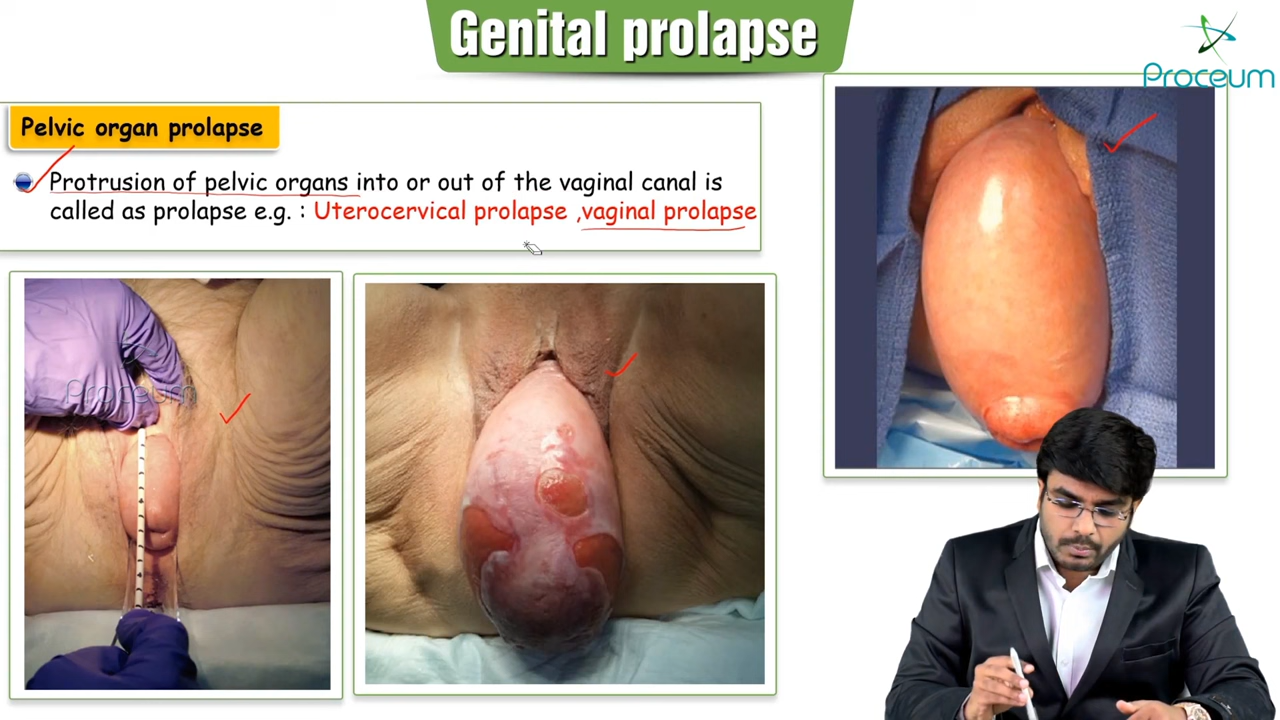 Genital prolapse
Proceum
Pelvic organ prolapse
Protrusion of pelvic organs into or out of the vaginal canal is
called as prolapse e.g. : Uterocervical prolapse ,vaginal prolapse
Proceum